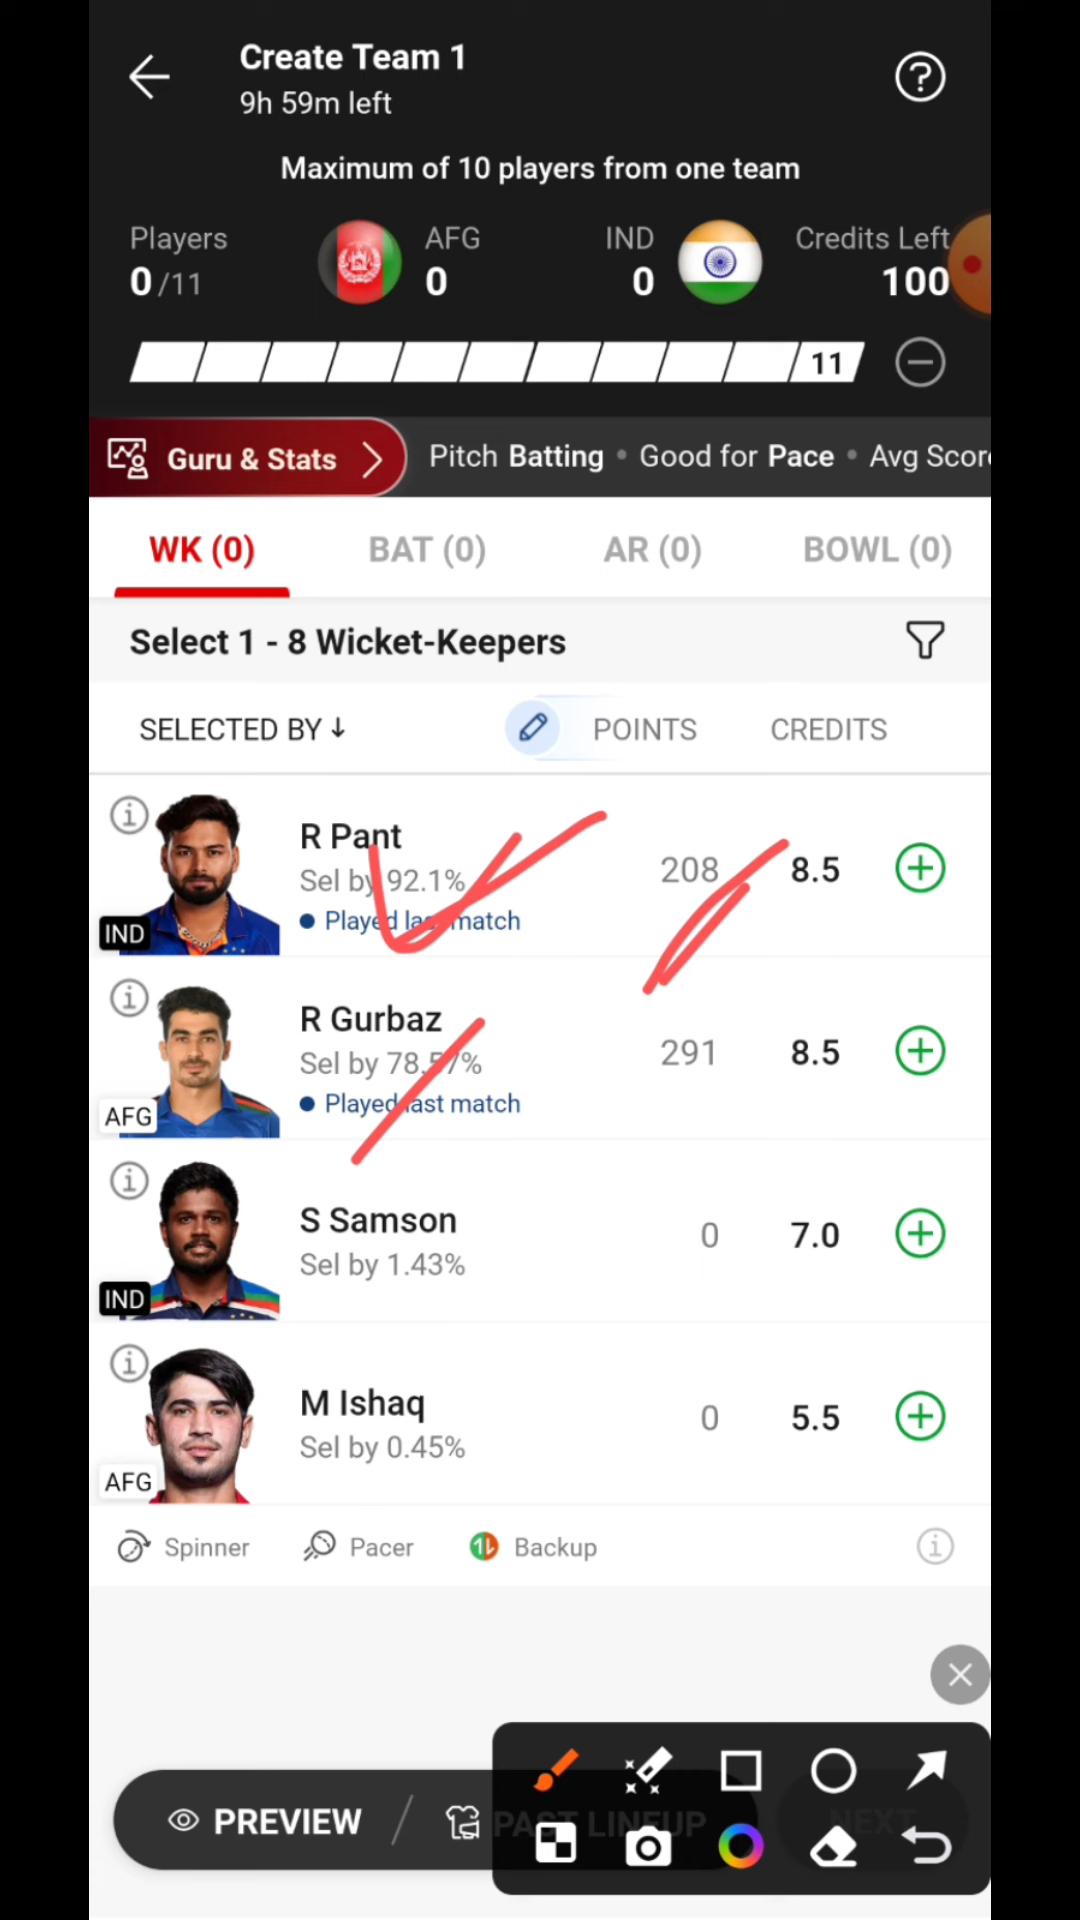 Create Team 1
9h 59m left
Maximum of 10 players from one team
Players AFG IND Credits Left
0/11 0 0 100
11
Guru & Stats Pitch Batting • Good for Pace • Avg Scor
WK (0) BAT (0) AR (0) BOWL (0)
Select 1 - 8 Wicket-Keepers
SELECTED BY ↓ POINTS CREDITS
R Pant
Sel by 92.1% 208 8.5
IND • Played last match
R Gurbaz
Sel by 78.57% 291 8.5
AFG • Played last match
S Samson
Sel by 1.43% 0 7.0
IND
M Ishaq
Sel by 0.45% 0 5.5
AFG
Spinner Pacer Backup
PREVIEW / PAST LINEUP NEXT